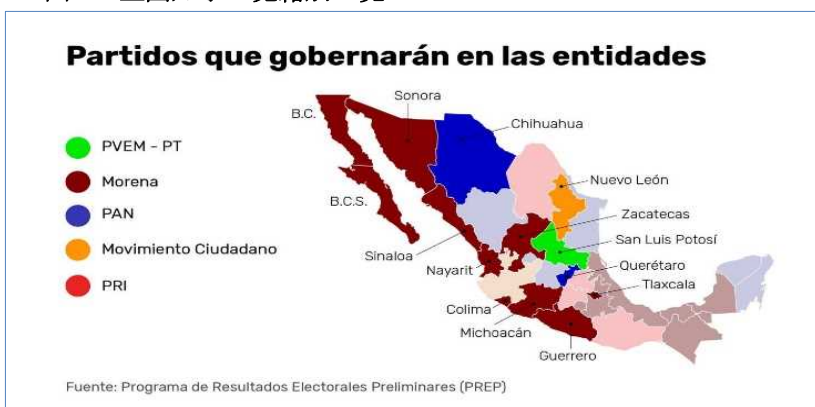 Partidos que gobernarán en las entidades
PVEM - PT
Morena
PAN
Movimiento Ciudadano
PRI
B.C.
Sonora
Chihuahua
Nuevo León
Zacatecas
San Luis Potosí
Querétaro
Tlaxcala
B.C.S.
Sinaloa
Nayarit
Colima
Michoacán
Guerrero
Fuente: Programa de Resultados Electorales Preliminares (PREP)